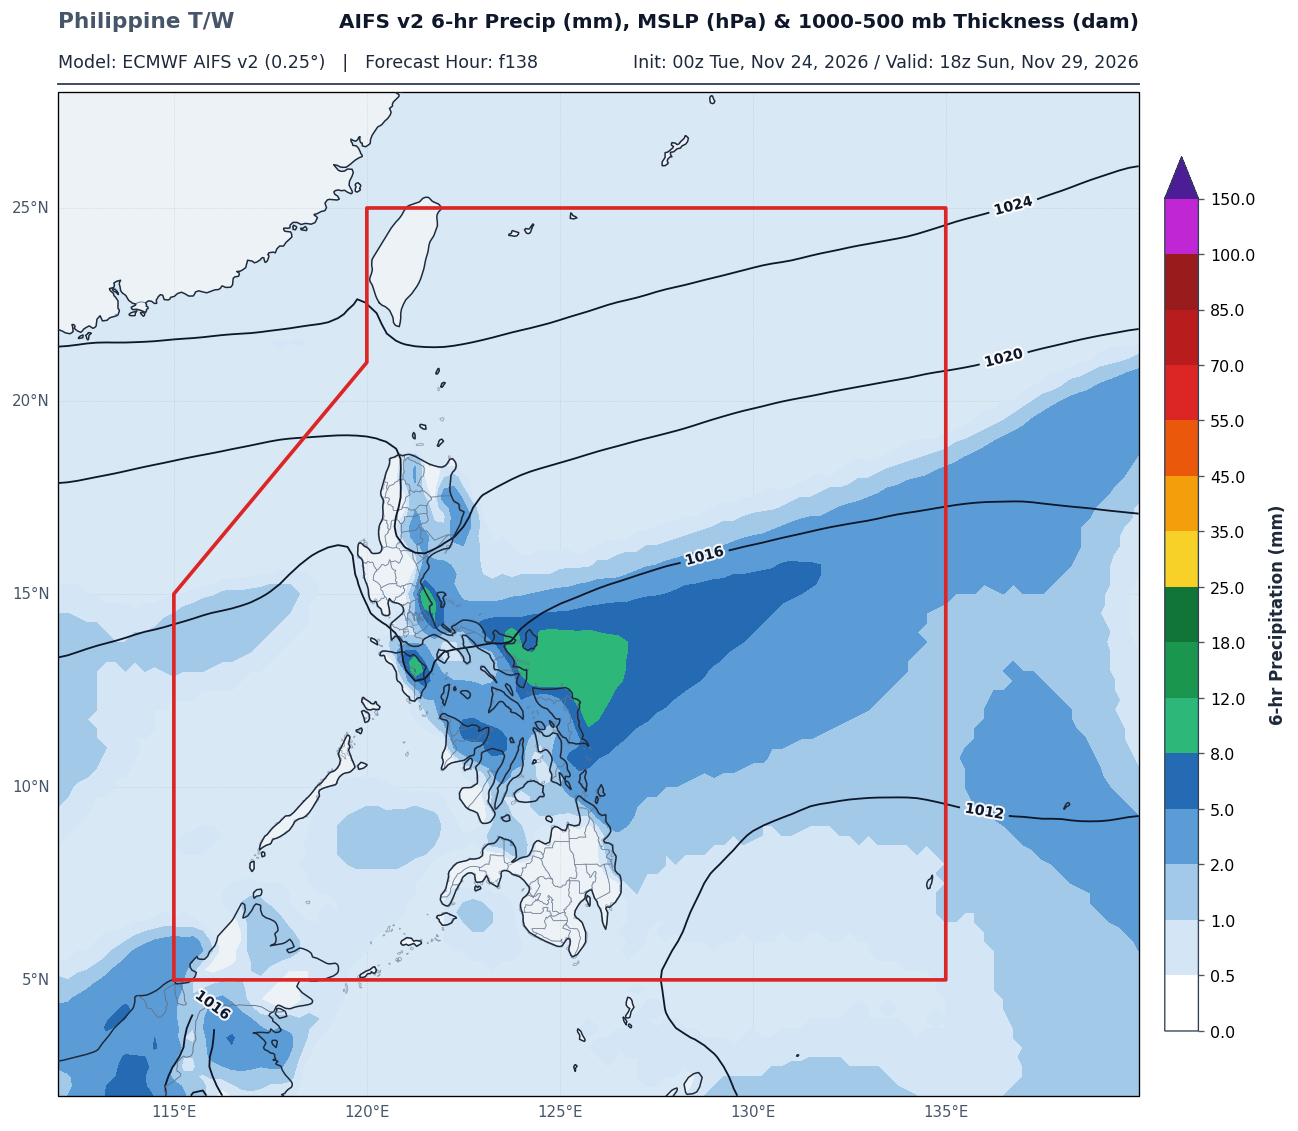 Philippine T/W
AIFS v2 6-hr Precip (mm), MSLP (hPa) & 1000-500 mb Thickness (dam)
Model: ECMWF AIFS v2 (0.25°) | Forecast Hour: f138
Init: 00z Tue, Nov 24, 2026 / Valid: 18z Sun, Nov 29, 2026
25°N
20°N
15°N
10°N
5°N
115°E
120°E
125°E
130°E
135°E
1024
1020
1016
1012
1016
150.0
100.0
85.0
70.0
55.0
45.0
35.0
25.0
18.0
12.0
8.0
5.0
2.0
1.0
0.5
0.0
6-hr Precipitation (mm)